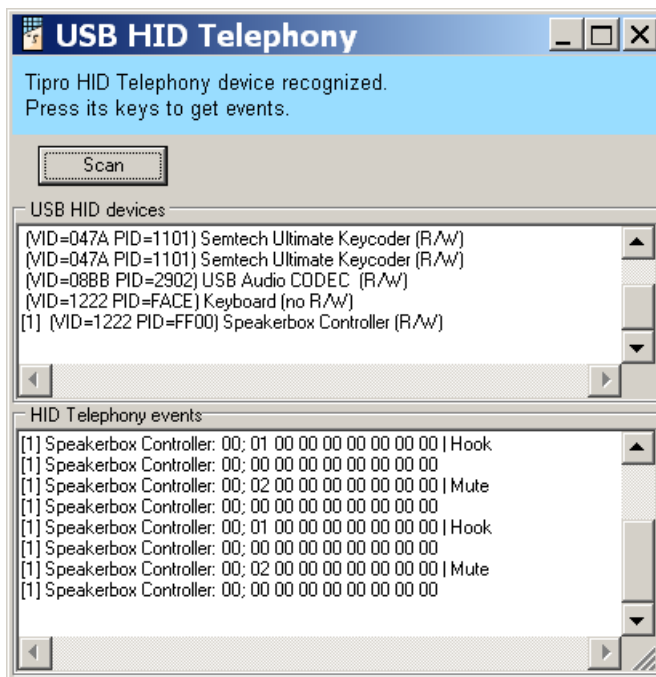 USB HID Telephony
Tipro HID Telephony device recognized.
Press its keys to get events.
Scan
USB HID devices
(VID=047A PID=1101) Semtech Ultimate Keycoder (R/W)
(VID=047A PID=1101) Semtech Ultimate Keycoder (R/W)
(VID=08BB PID=2902) USB Audio CODEC  (R/W)
(VID=1222 PID=FACE) Keyboard (no R/W)
[1]  (VID=1222 PID=FF00) Speakerbox Controller (R/W)
HID Telephony events
[1] Speakerbox Controller: 00; 01 00 00 00 00 00 00 00 00 | Hook
[1] Speakerbox Controller: 00; 00 00 00 00 00 00 00 00 00
[1] Speakerbox Controller: 00; 02 00 00 00 00 00 00 00 00 | Mute
[1] Speakerbox Controller: 00; 00 00 00 00 00 00 00 00 00
[1] Speakerbox Controller: 00; 01 00 00 00 00 00 00 00 00 | Hook
[1] Speakerbox Controller: 00; 00 00 00 00 00 00 00 00 00
[1] Speakerbox Controller: 00; 02 00 00 00 00 00 00 00 00 | Mute
[1] Speakerbox Controller: 00; 00 00 00 00 00 00 00 00 00